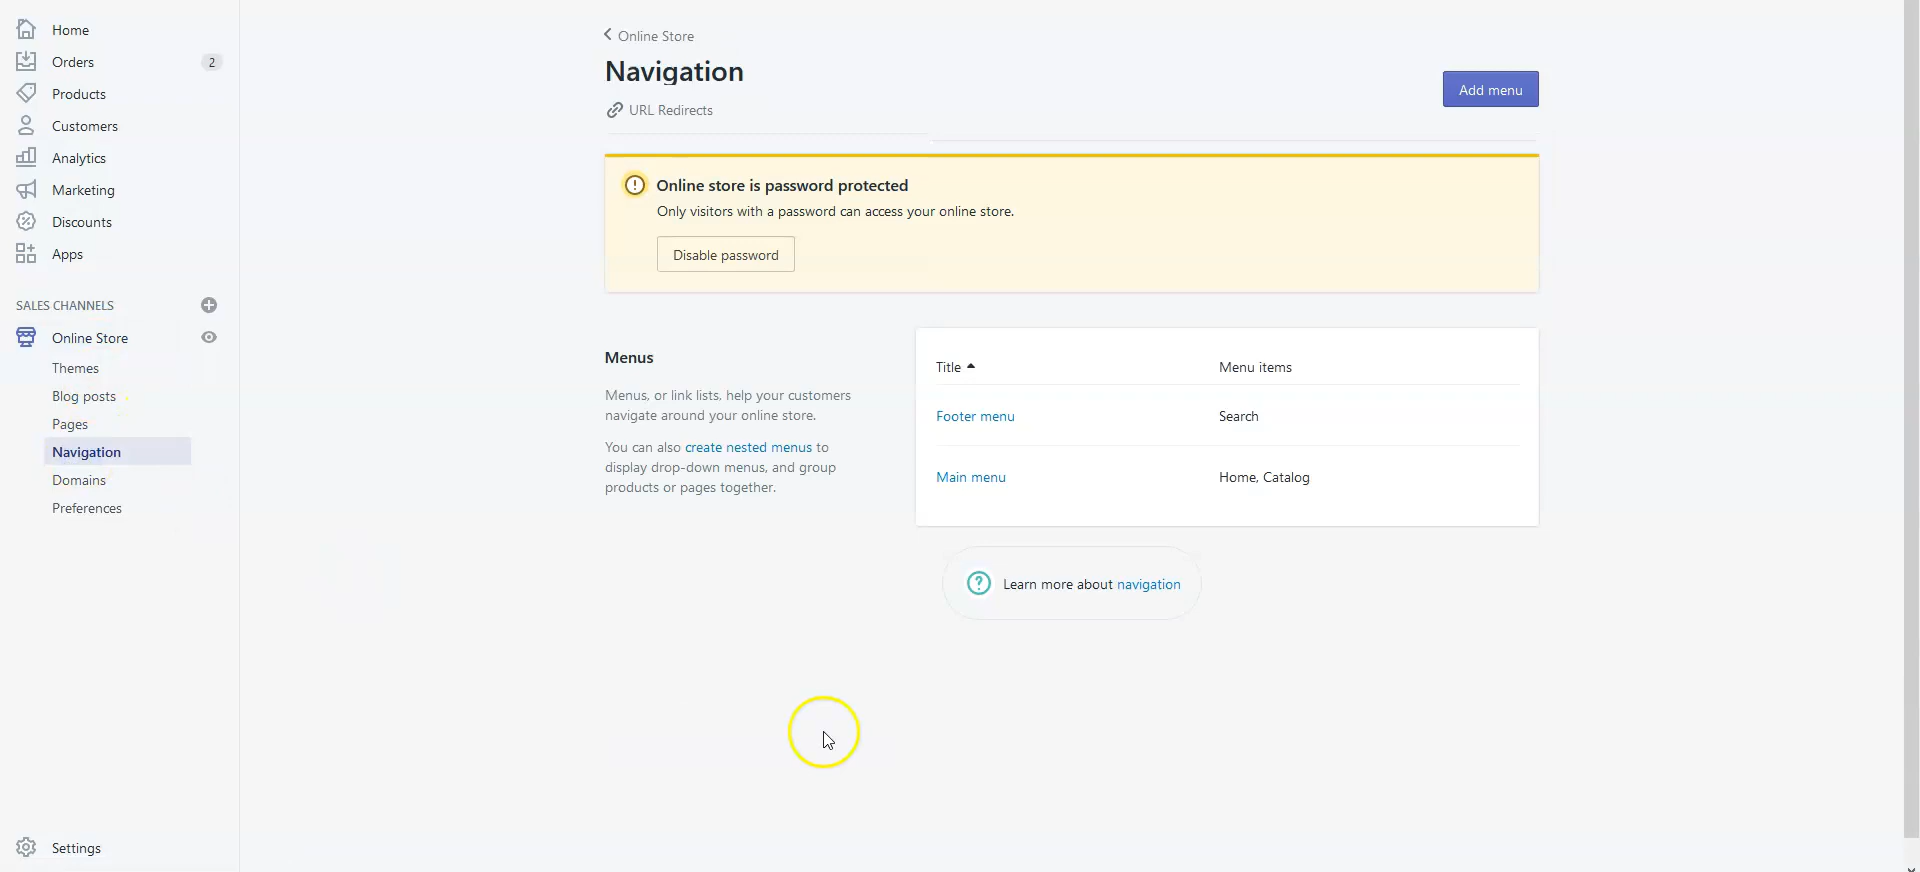 Home
Orders 2
Products
Customers
Analytics
Marketing
Discounts
Apps
SALES CHANNELS
Online Store
Themes
Blog posts
Pages
Navigation
Domains
Preferences
Settings
Online Store
Navigation
URL Redirects
Add menu
Online store is password protected
Only visitors with a password can access your online store.
Disable password
Menus
Menus, or link lists, help your customers
navigate around your online store.
You can also create nested menus to
display drop-down menus, and group
products or pages together.
Title Menu items
Footer menu Search
Main menu Home, Catalog
Learn more about navigation